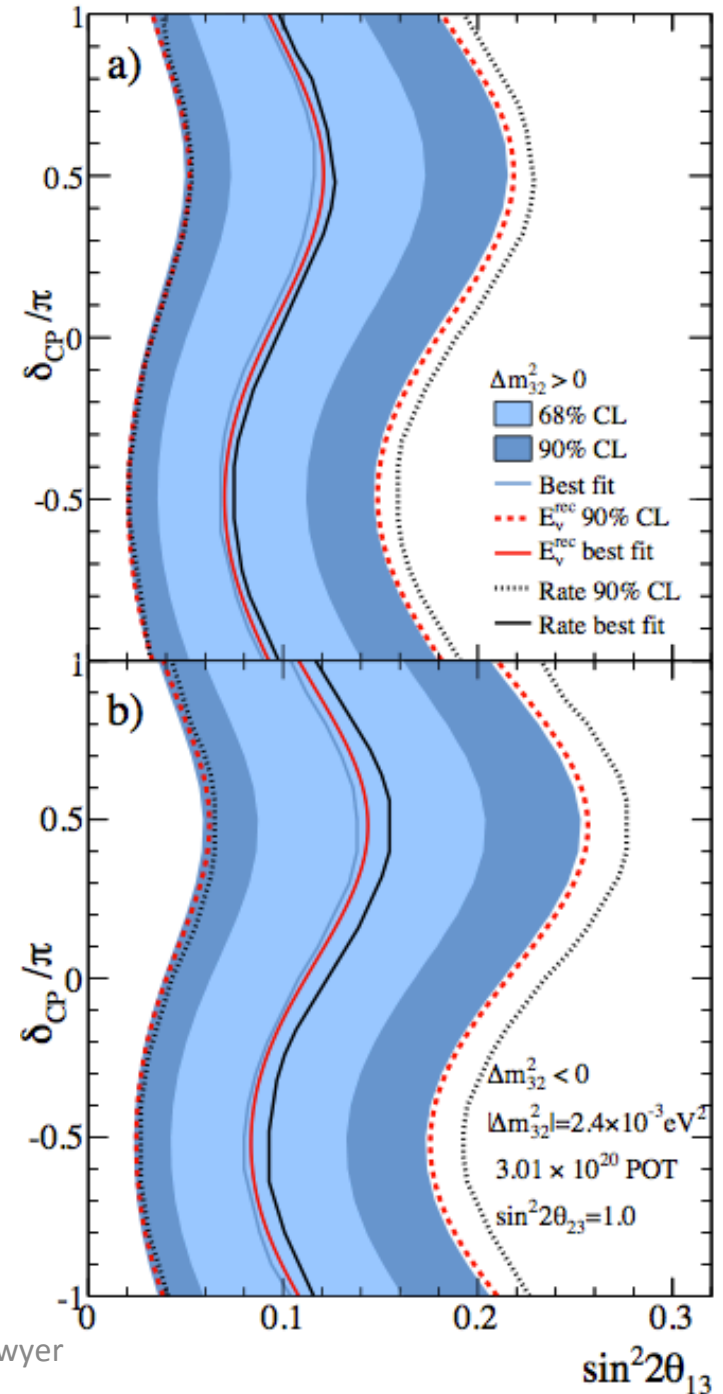 a)
1
0.5
0
-0.5
δCP/π
Δm²₃₂ > 0
68% CL
90% CL
Best fit
Eᵥʳᵉᶜ 90% CL
Eᵥʳᵉᶜ best fit
Rate 90% CL
Rate best fit
b)
1
0.5
0
-0.5
-1
δCP/π
Δm²₃₂ < 0
|Δm²₃₂|=2.4×10⁻³eV²
3.01 × 10²⁰ POT
sin²2θ₂₃=1.0
0 0.1 0.2 0.3
wyer
sin²2θ₁₃